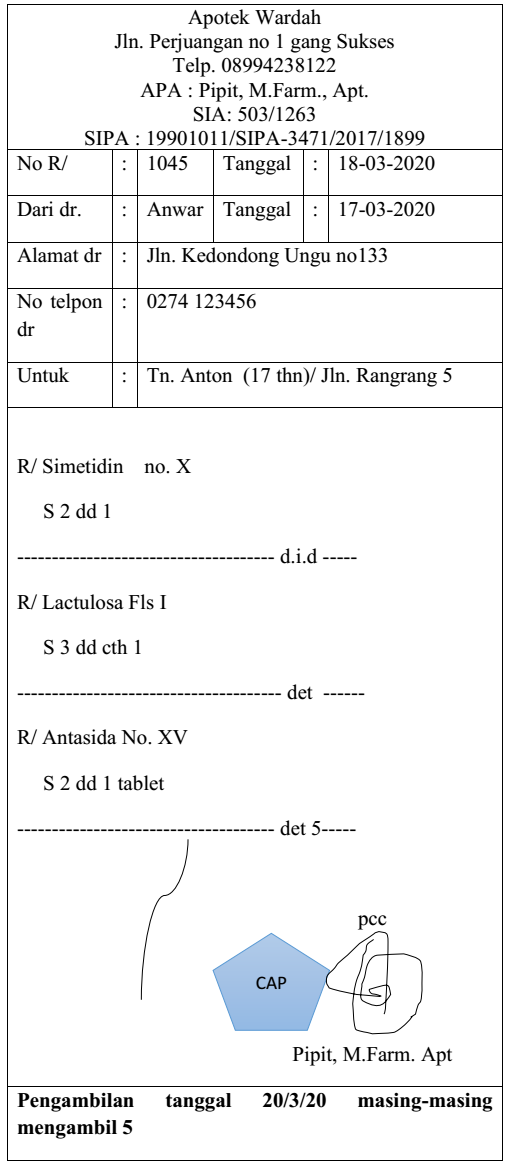 Apotek Wardah
Jln. Perjuangan no 1 gang Sukses
Telp. 08994238122
APA : Pipit, M.Farm., Apt.
SIA: 503/1263
SIPA : 19901011/SIPA-3471/2017/1899
No R/ : 1045 Tanggal : 18-03-2020
Dari dr. : Anwar Tanggal : 17-03-2020
Alamat dr : Jln. Kedondong Ungu no133
No telpon : 0274 123456
dr
Untuk : Tn. Anton (17 thn)/ Jln. Rangrang 5
R/ Simetidin no. X
S 2 dd 1
------------------------------------- d.i.d -----
R/ Lactulosa Fls I
S 3 dd cth 1
-------------------------------------- det ------
R/ Antasida No. XV
S 2 dd 1 tablet
------------------------------------- det 5-----
pcc
CAP
Pipit, M.Farm. Apt
Pengambilan tanggal 20/3/20 masing-masing
mengambil 5